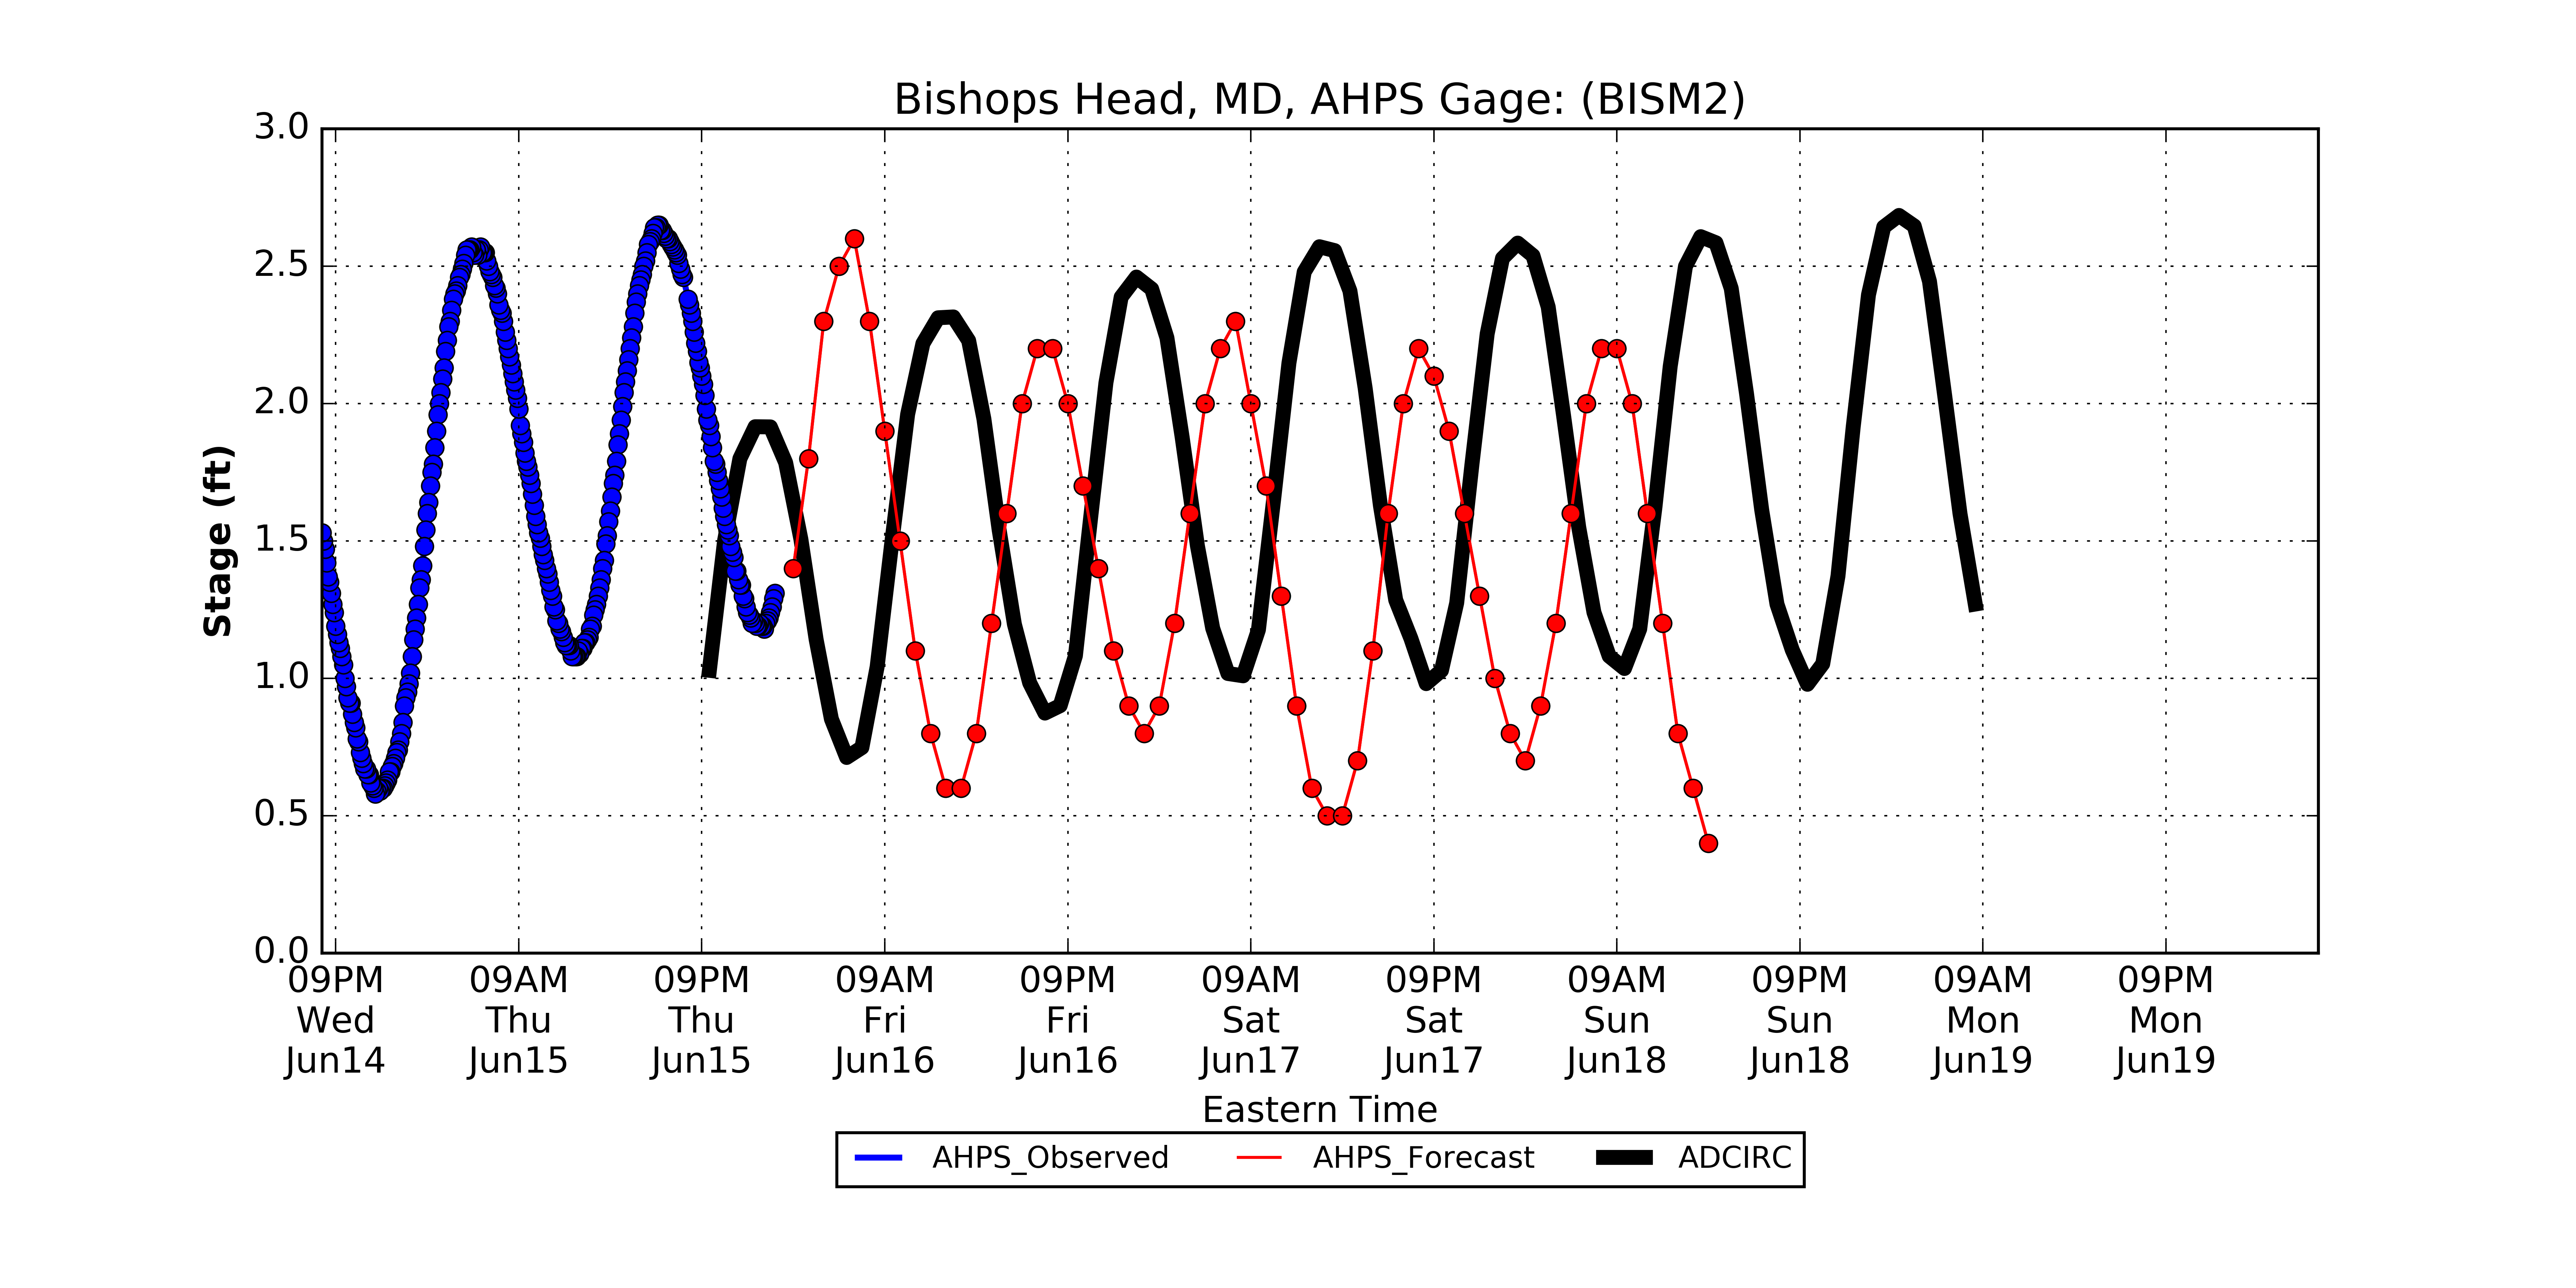 Bishops Head, MD, AHPS Gage: (BISM2)
3.0
2.5
2.0
1.5
1.0
0.5
0.0
Stage (ft)
09PM 09AM 09PM 09AM 09PM 09AM 09PM 09AM 09PM 09AM 09PM
Wed Thu Thu Fri Fri Sat Sat Sun Sun Mon Mon
Jun14 Jun15 Jun15 Jun16 Jun16 Jun17 Jun17 Jun18 Jun18 Jun19 Jun19
Eastern Time
AHPS_Observed AHPS_Forecast ADCIRC